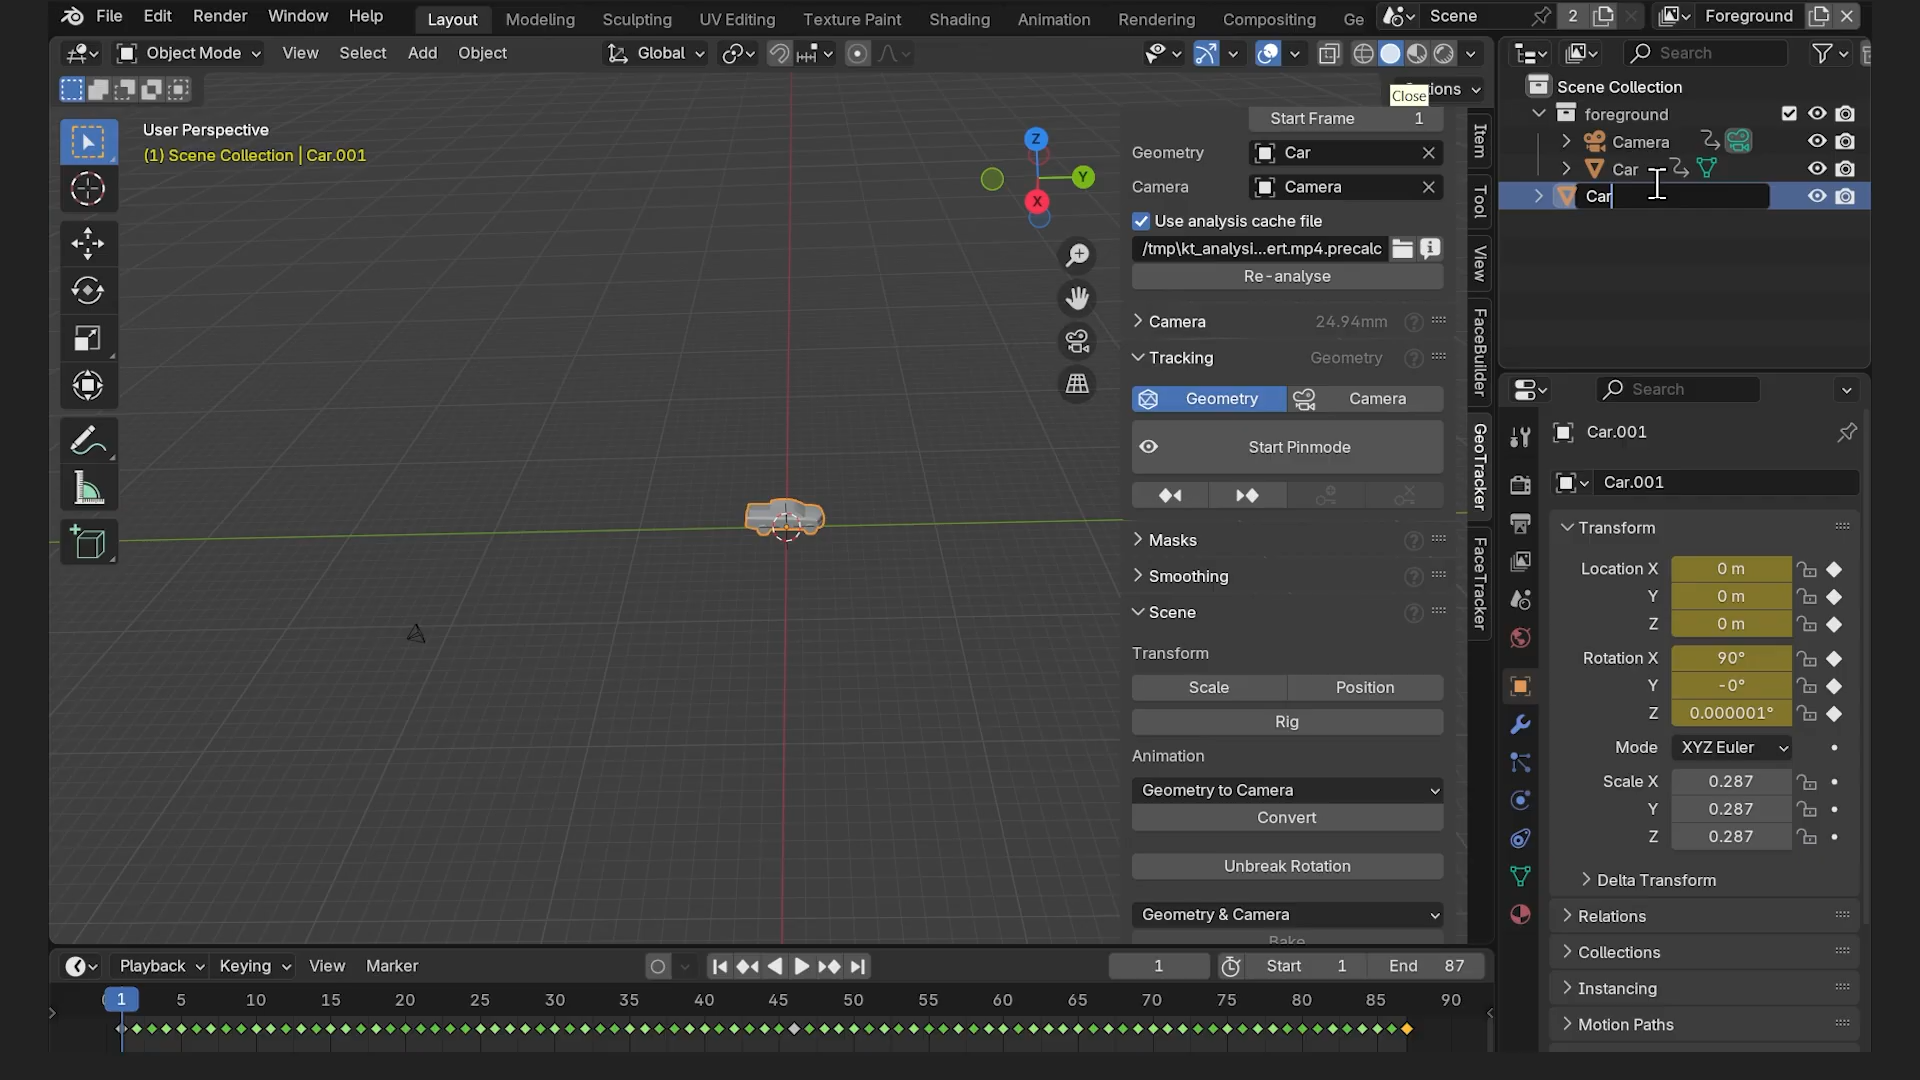 File Edit Render Window Help
Layout Modeling Sculpting UV Editing Texture Paint Shading Animation Rendering Compositing Ge
Scene 2 Foreground
Object Mode View Select Add Object Global
Search
Close
User Perspective
(1) Scene Collection | Car.001
Z
Y
X
Start Frame 1
Geometry Car
Camera Camera
Use analysis cache file
/tmp\kt_analysi...ert.mp4.precalc
Re-analyse
Camera 24.94mm
Tracking Geometry
Geometry Camera
Start Pinmode
Masks
Smoothing
Scene
Transform
Scale Position
Rig
Animation
Geometry to Camera
Convert
Unbreak Rotation
Geometry & Camera
Bake
Item
Tool
View
FaceBuilder
GeoTracker
FaceTracker
Scene Collection
foreground
Camera
Car
Car
Search
Car.001
Car.001
Transform
Location X 0 m
Y 0 m
Z 0 m
Rotation X 90°
Y -0°
Z 0.000001°
Mode XYZ Euler
Scale X 0.287
Y 0.287
Z 0.287
Delta Transform
Relations
Collections
Instancing
Motion Paths
Playback Keying View Marker 1 Start 1 End 87
1 5 10 15 20 25 30 35 40 45 50 55 60 65 70 75 80 85 90